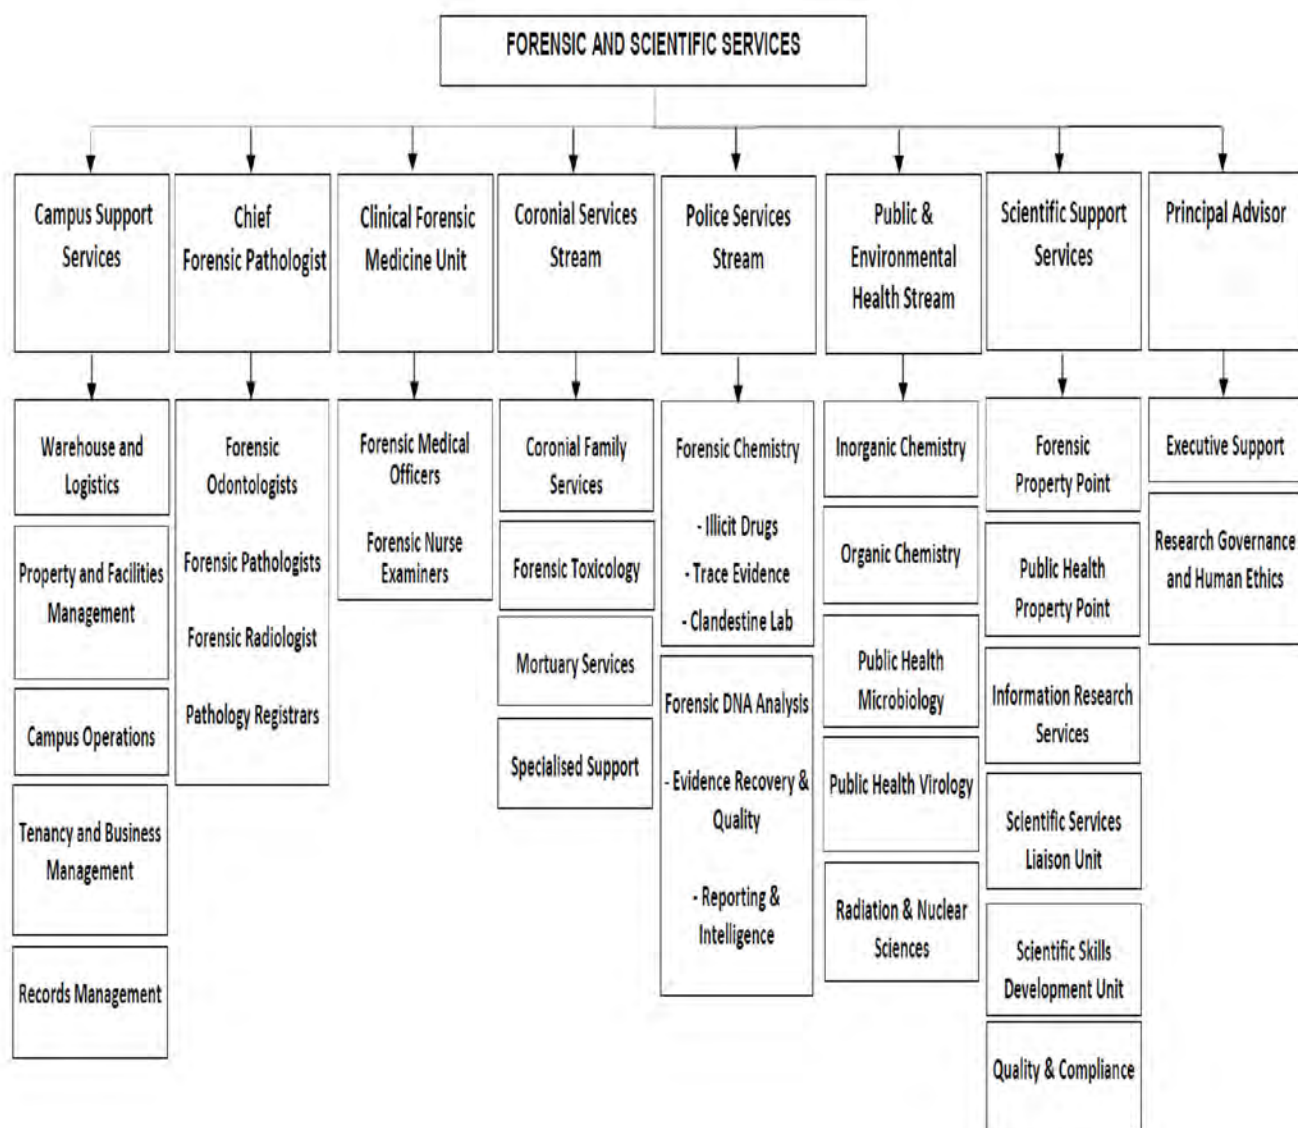 FORENSIC AND SCIENTIFIC SERVICES
Campus Support
Services
Chief
Forensic Pathologist
Clinical Forensic
Medicine Unit
Coronial Services
Stream
Police Services
Stream
Public &
Environmental
Health Stream
Scientific Support
Services
Principal Advisor
Warehouse and
Logistics
Property and Facilities
Management
Campus Operations
Tenancy and Business
Management
Records Management
Forensic
Odontologists
Forensic Pathologists
Forensic Radiologist
Pathology Registrars
Forensic Medical
Officers
Forensic Nurse
Examiners
Coronial Family
Services
Forensic Toxicology
Mortuary Services
Specialised Support
Forensic Chemistry
- Illicit Drugs
- Trace Evidence
- Clandestine Lab
Forensic DNA Analysis
- Evidence Recovery &
Quality
- Reporting &
Intelligence
Inorganic Chemistry
Organic Chemistry
Public Health
Microbiology
Public Health Virology
Radiation & Nuclear
Sciences
Forensic
Property Point
Public Health
Property Point
Information Research
Services
Scientific Services
Liaison Unit
Scientific Skills
Development Unit
Quality & Compliance
Executive Support
Research Governance
and Human Ethics